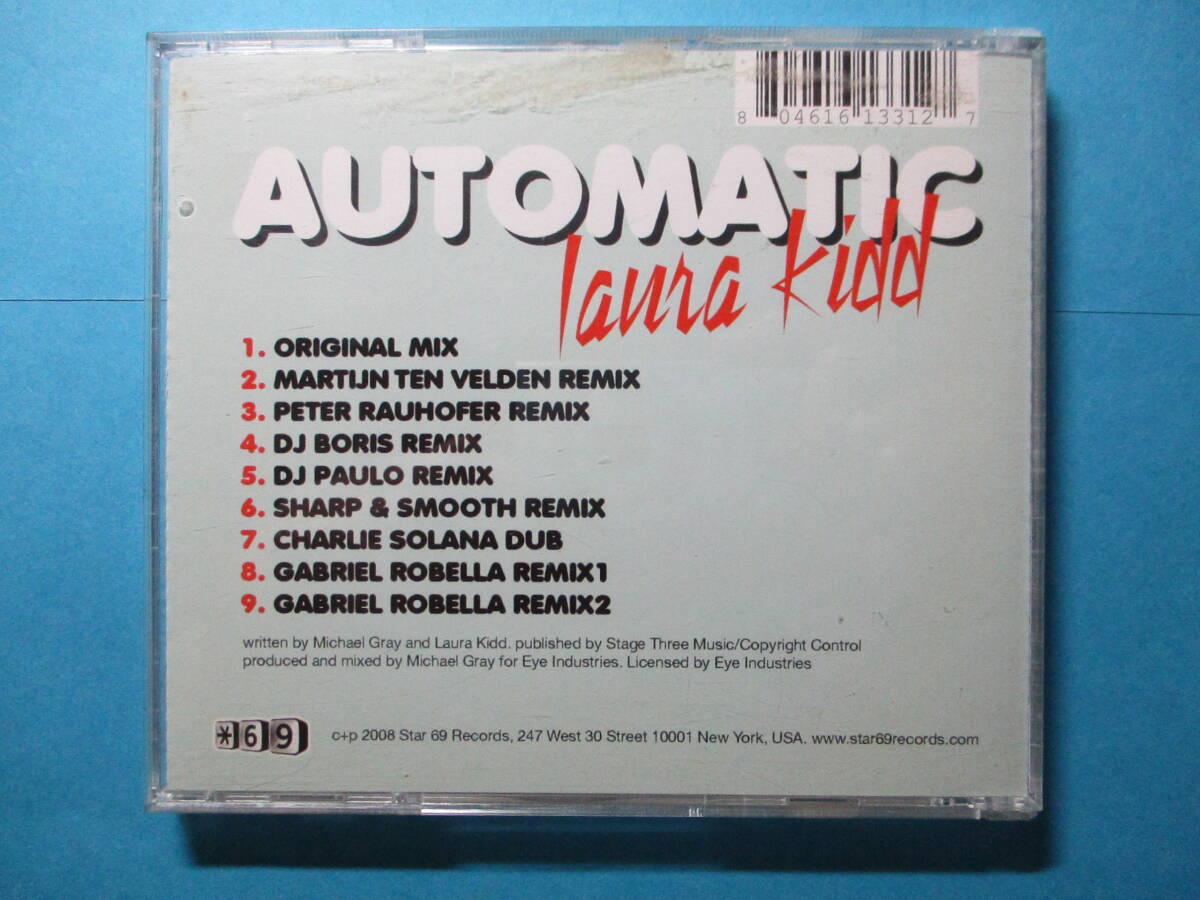 8 04616 13312 7
AUTOMATIC
laura kidd
1. ORIGINAL MIX
2. MARTIJN TEN VELDEN REMIX
3. PETER RAUHOFER REMIX
4. DJ BORIS REMIX
5. DJ PAULO REMIX
6. SHARP & SMOOTH REMIX
7. CHARLIE SOLANA DUB
8. GABRIEL ROBELLA REMIX1
9. GABRIEL ROBELLA REMIX2
written by Michael Gray and Laura Kidd. published by Stage Three Music/Copyright Control
produced and mixed by Michael Gray for Eye Industries. Licensed by Eye Industries
*69 c+p 2008 Star 69 Records, 247 West 30 Street 10001 New York, USA. www.star69records.com